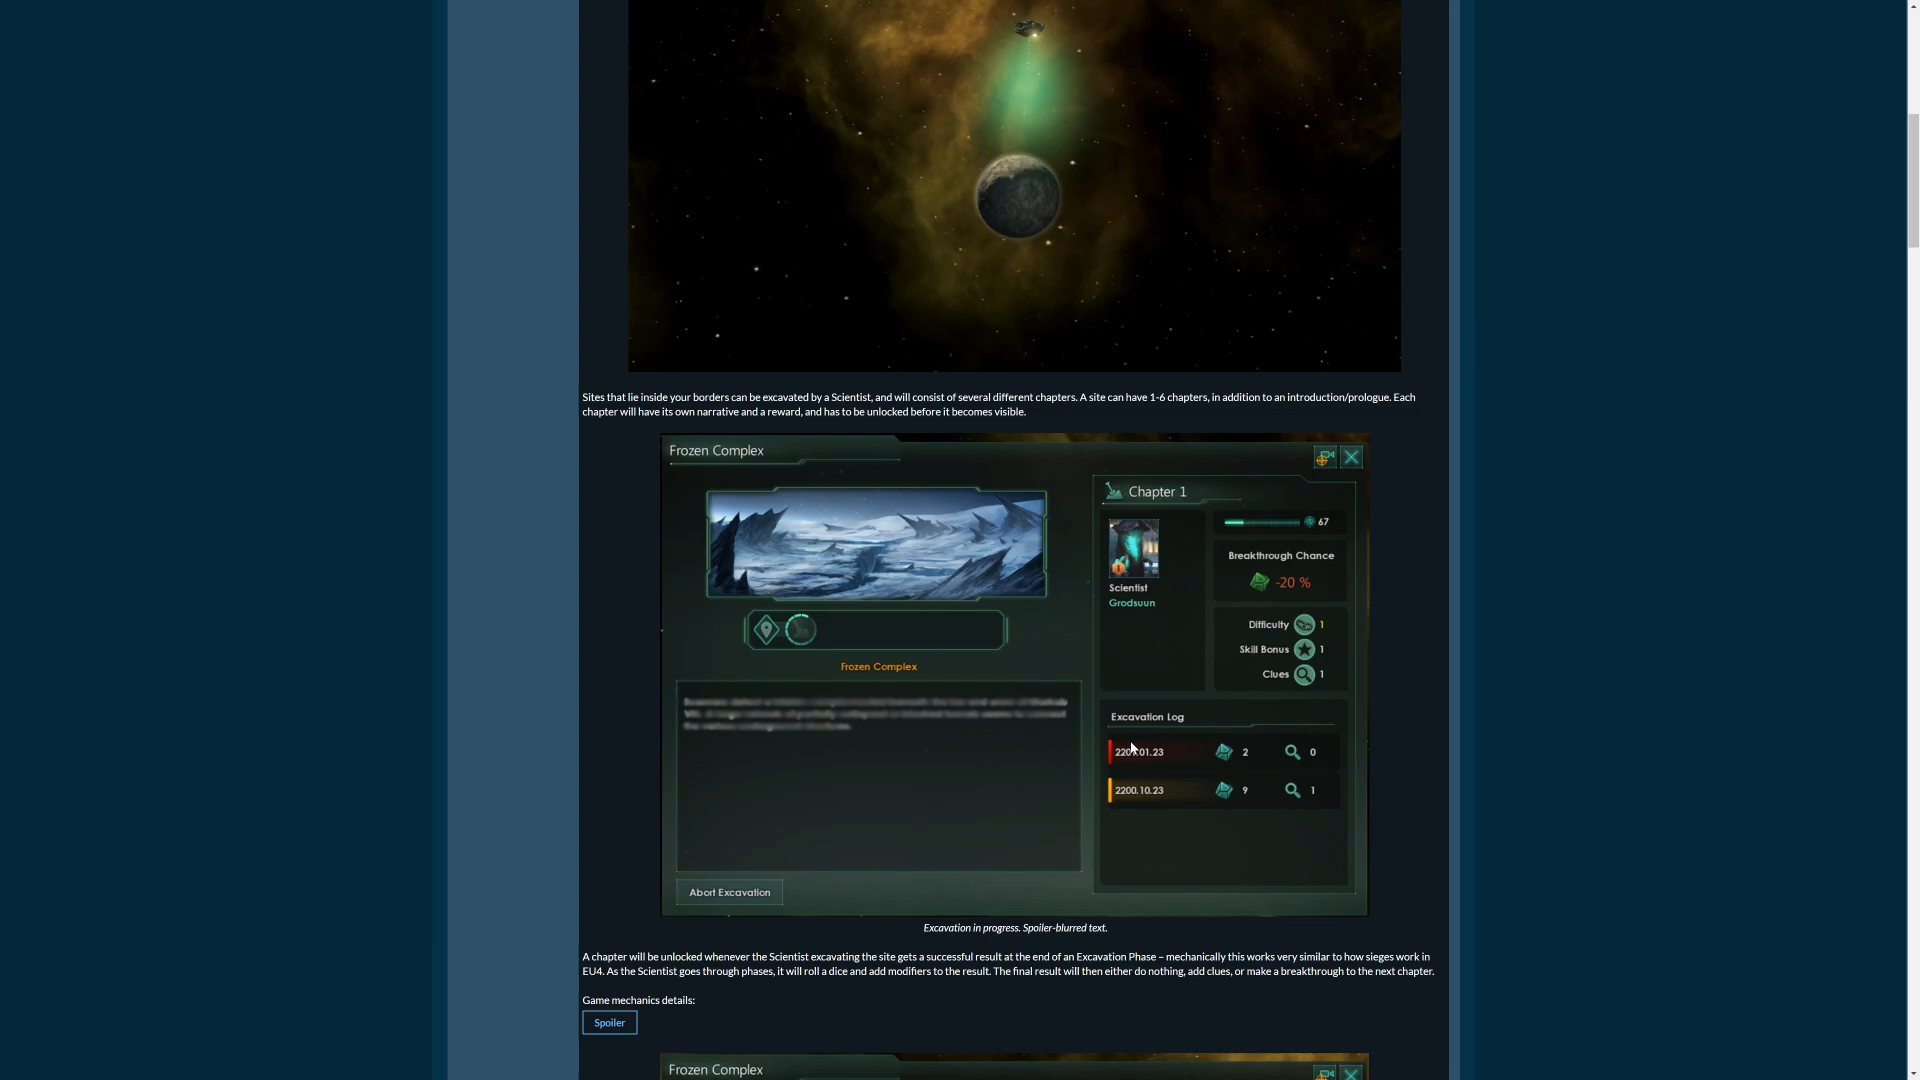 Sites that lie inside your borders can be excavated by a Scientist, and will consist of several different chapters. A site can have 1-6 chapters, in addition to an introduction/prologue. Each
chapter will have its own narrative and a reward, and has to be unlocked before it becomes visible.
Frozen Complex
Chapter 1
67
Breakthrough Chance
-20 %
Scientist
Grodsuun
Difficulty 1
Skill Bonus 1
Clues 1
Frozen Complex
Excavation Log
01.23 2 0
2200.10.23 9 1
Abort Excavation
Excavation in progress. Spoiler-blurred text.
A chapter will be unlocked whenever the Scientist excavating the site gets a successful result at the end of an Excavation Phase – mechanically this works very similar to how sieges work in
EU4. As the Scientist goes through phases, it will roll a dice and add modifiers to the result. The final result will then either do nothing, add clues, or make a breakthrough to the next chapter.
Game mechanics details:
Spoiler
Frozen Complex